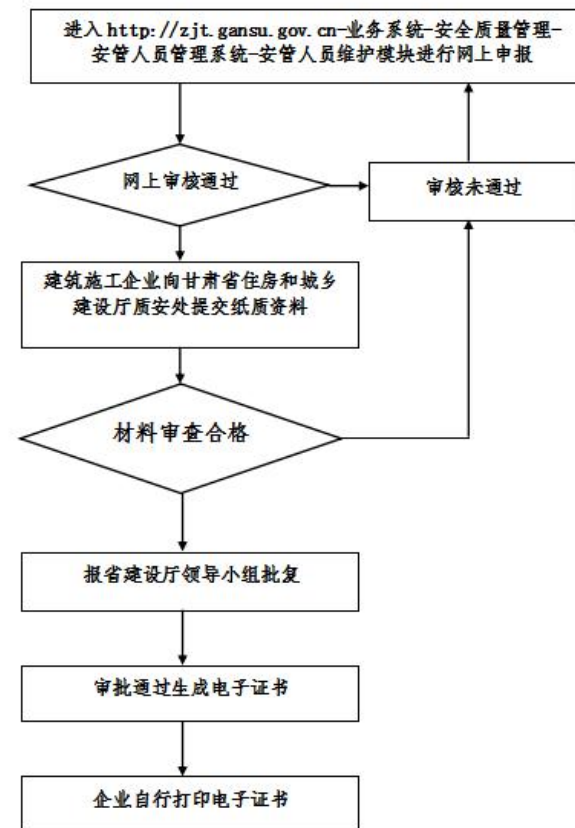 进入http://zjt.gansu.gov.cn-业务系统-安全质量管理-
安管人员管理系统-安管人员维护模块进行网上申报
网上审核通过
审核未通过
建筑施工企业向甘肃省住房和城乡
建设厅质安处提交纸质资料
材料审查合格
报省建设厅领导小组批复
审批通过生成电子证书
企业自行打印电子证书